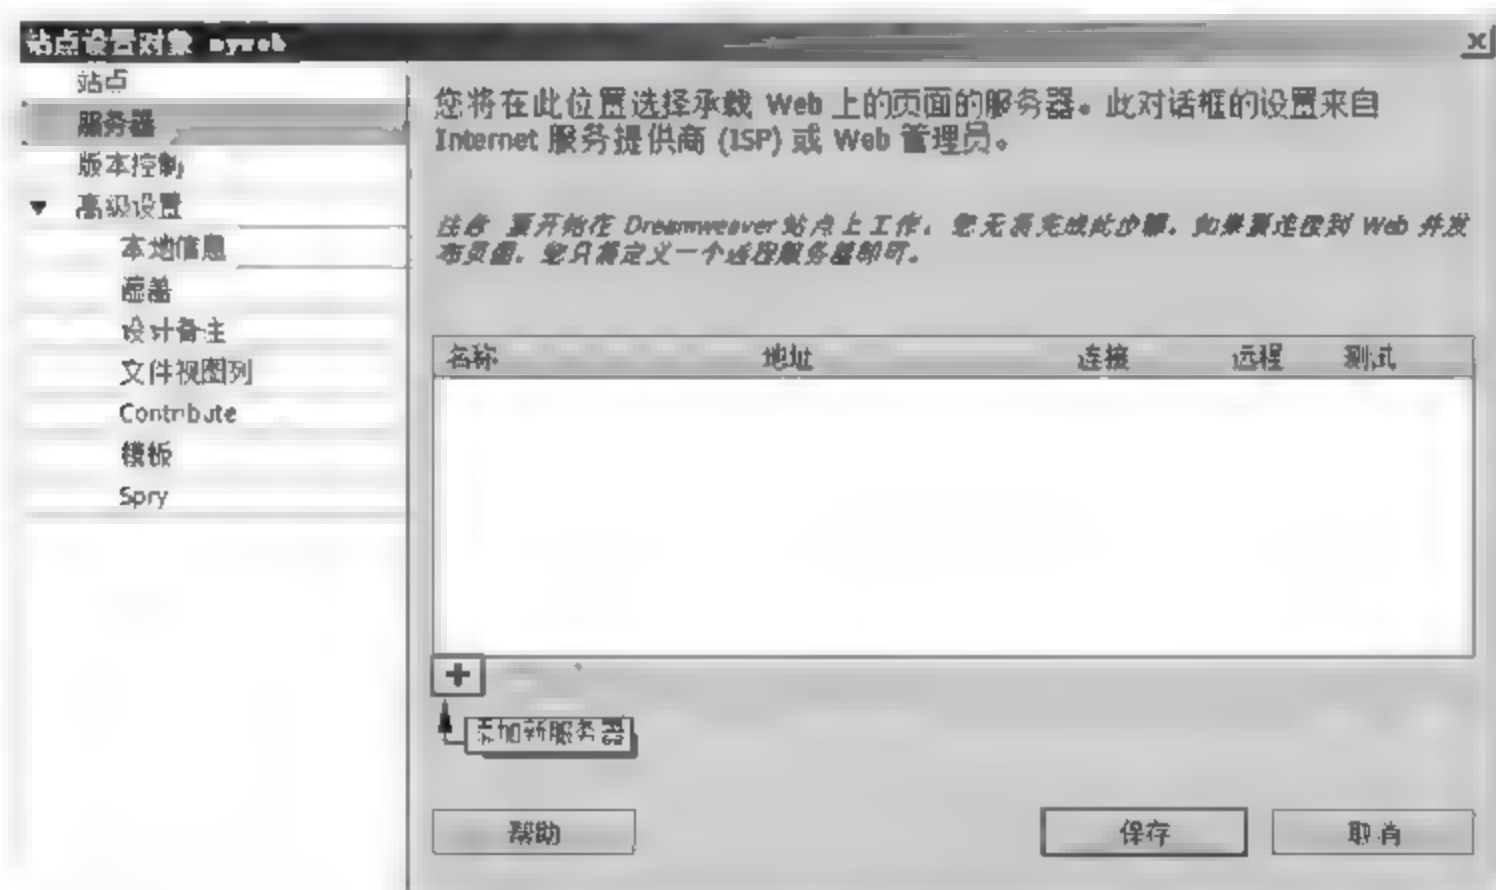 站点设置对象 myweb
站点
服务器
版本控制
高级设置
本地信息
遮盖
设计备注
文件视图列
Contribute
模板
Spry
您将在此位置选择承载 Web 上的页面的服务器。此对话框的设置来自
Internet 服务提供商 (ISP) 或 Web 管理员。
注意 要开始在 Dreamweaver 站点上工作，您无需完成此步骤。如果要连接到 Web 并发
布页面，您只需定义一个远程服务器即可。
名称 地址 连接 远程 测试
添加新服务器
帮助 保存 取消